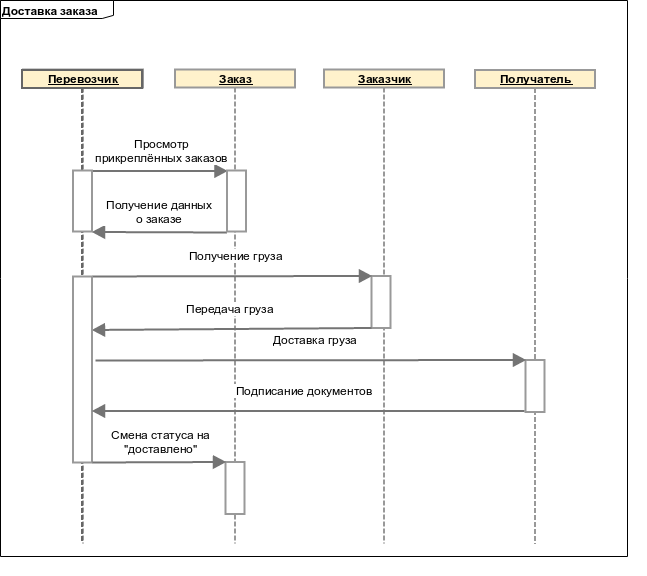 Доставка заказа
Перевозчик
Заказ
Заказчик
Получатель
Просмотр
прикреплённых заказов
Получение данных
о заказе
Получение груза
Передача груза
Доставка груза
Подписание документов
Смена статуса на
"доставлено"